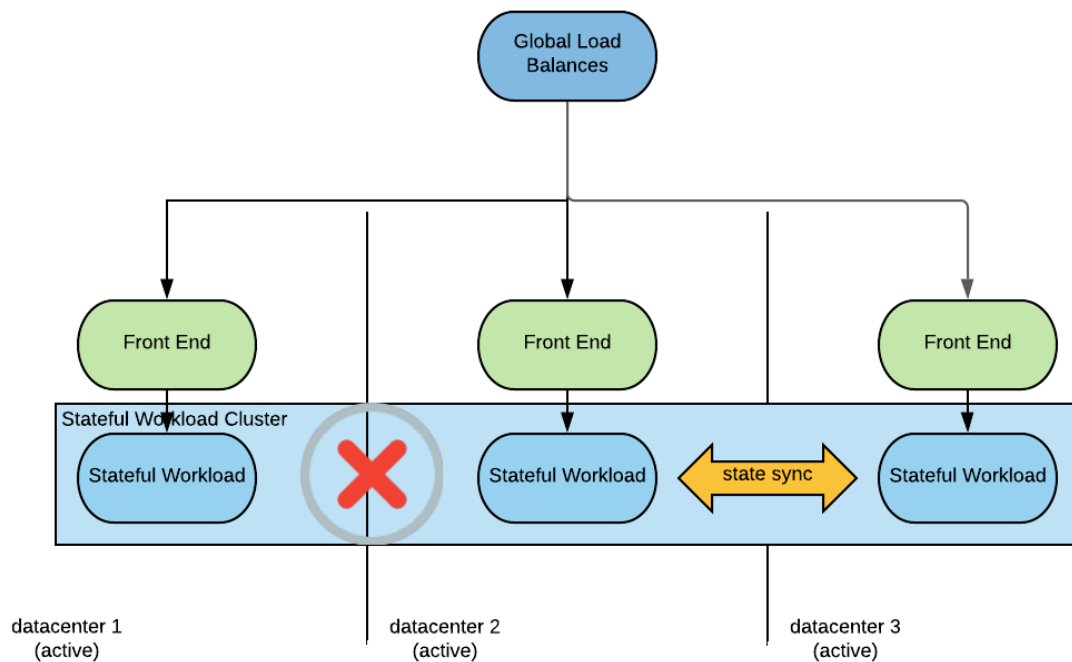 Global Load
Balances
Front End
Front End
Front End
Stateful Workload Cluster
Stateful Workload
Stateful Workload
state sync
Stateful Workload
datacenter 1
(active)
datacenter 2
(active)
datacenter 3
(active)